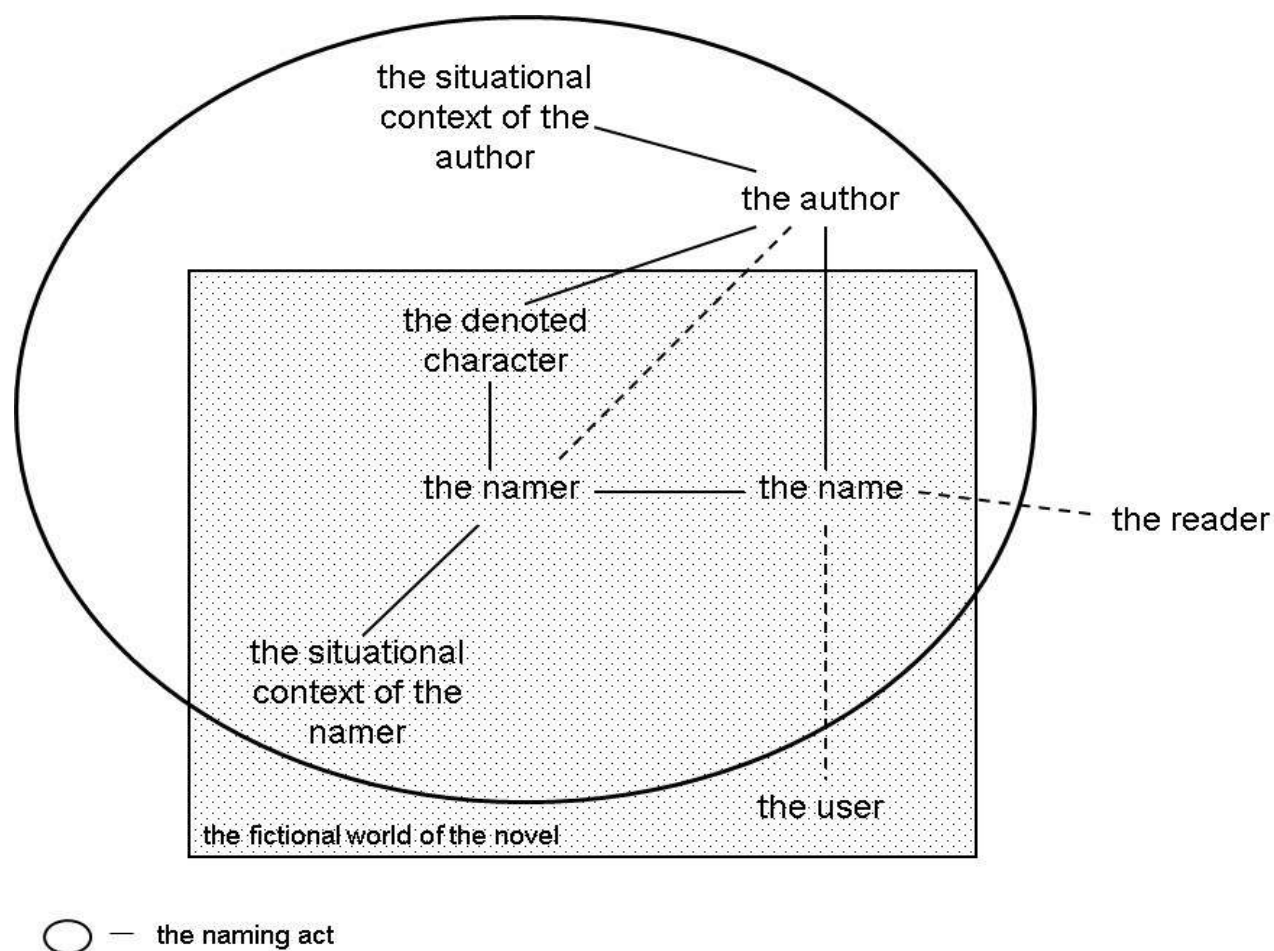 the situational
context of the
author
the author
the denoted
character
the namer
the name
the reader
the situational
context of the
namer
the user
the fictional world of the novel
— the naming act